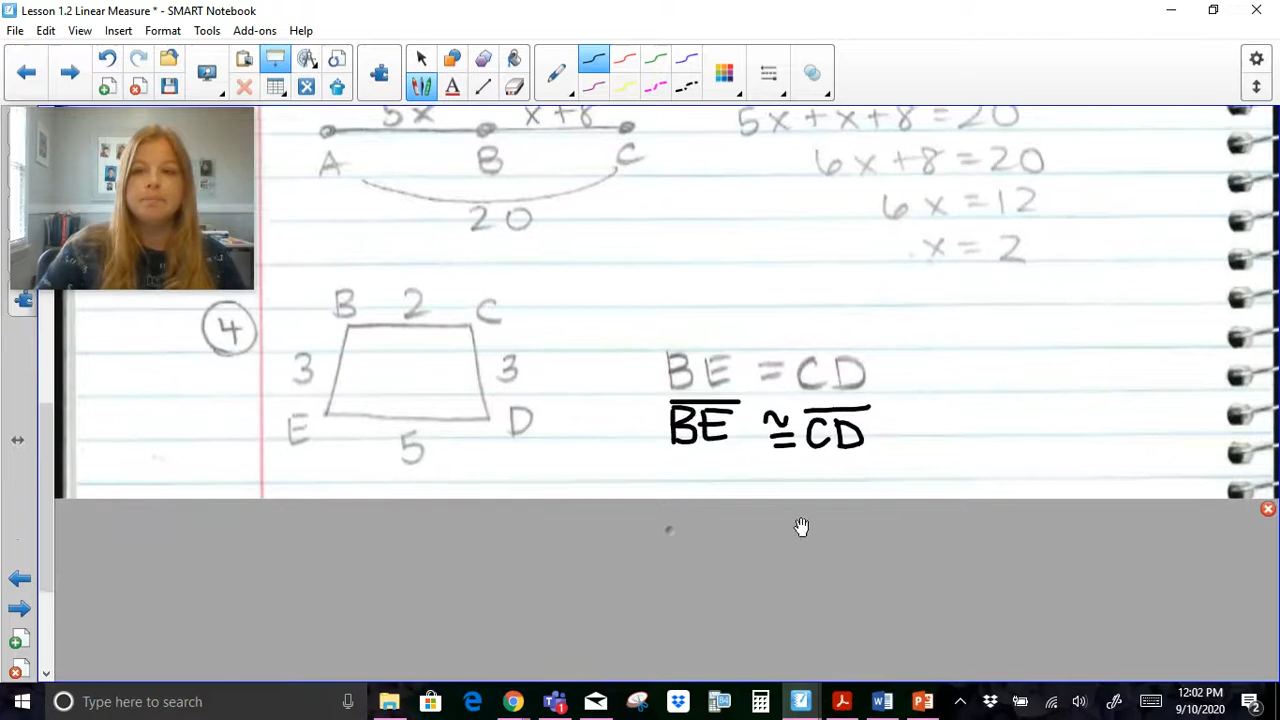 Lesson 1.2 Linear Measure * - SMART Notebook
File Edit View Insert Format Tools Add-ons Help
5x x+8 5x+x+8=20
A B C 6x+8=20
20 6x=12
x=2
4 B 2 C
3 3 BE = CD
E D BE ≅ CD
5
Type here to search
12:02 PM
9/10/2020